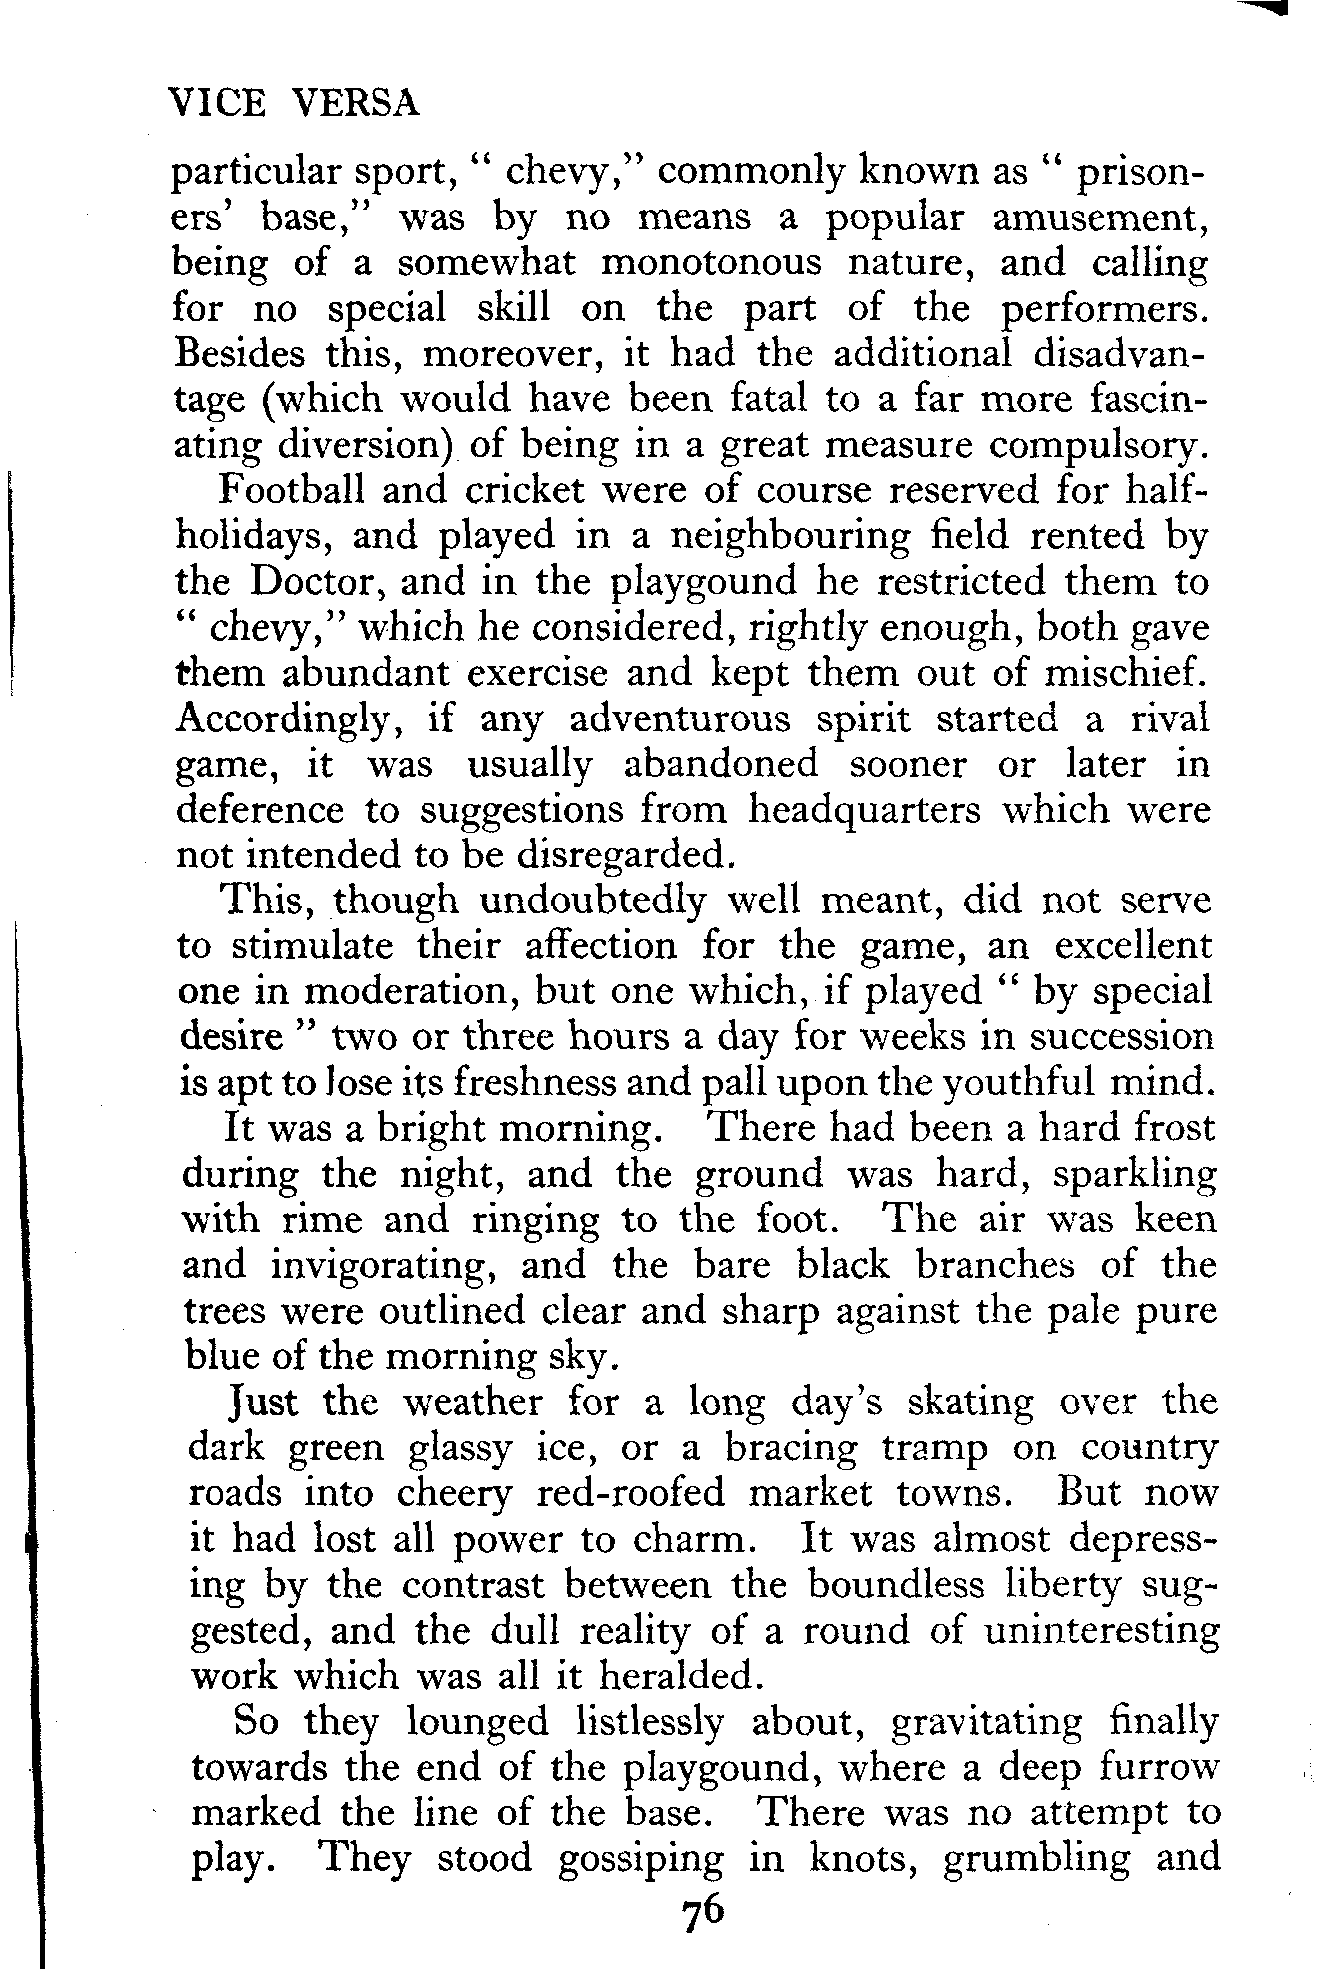 VICE VERSA
particular sport, “ chevy,” commonly known as “ prison-
ers’ base,” was by no means a popular amusement,
being of a somewhat monotonous nature, and calling
for no special skill on the part of the performers.
Besides this, moreover, it had the additional disadvan-
tage (which would have been fatal to a far more fascin-
ating diversion) of being in a great measure compulsory.
Football and cricket were of course reserved for half-
holidays, and played in a neighbouring field rented by
the Doctor, and in the playgound he restricted them to
“ chevy,” which he considered, rightly enough, both gave
them abundant exercise and kept them out of mischief.
Accordingly, if any adventurous spirit started a rival
game, it was usually abandoned sooner or later in
deference to suggestions from headquarters which were
not intended to be disregarded.
This, though undoubtedly well meant, did not serve
to stimulate their affection for the game, an excellent
one in moderation, but one which, if played “ by special
desire ” two or three hours a day for weeks in succession
is apt to lose its freshness and pall upon the youthful mind.
It was a bright morning. There had been a hard frost
during the night, and the ground was hard, sparkling
with rime and ringing to the foot. The air was keen
and invigorating, and the bare black branches of the
trees were outlined clear and sharp against the pale pure
blue of the morning sky.
Just the weather for a long day’s skating over the
dark green glassy ice, or a bracing tramp on country
roads into cheery red-roofed market towns. But now
it had lost all power to charm. It was almost depress-
ing by the contrast between the boundless liberty sug-
gested, and the dull reality of a round of uninteresting
work which was all it heralded.
So they lounged listlessly about, gravitating finally
towards the end of the playgound, where a deep furrow
marked the line of the base. There was no attempt to
play. They stood gossiping in knots, grumbling and
76